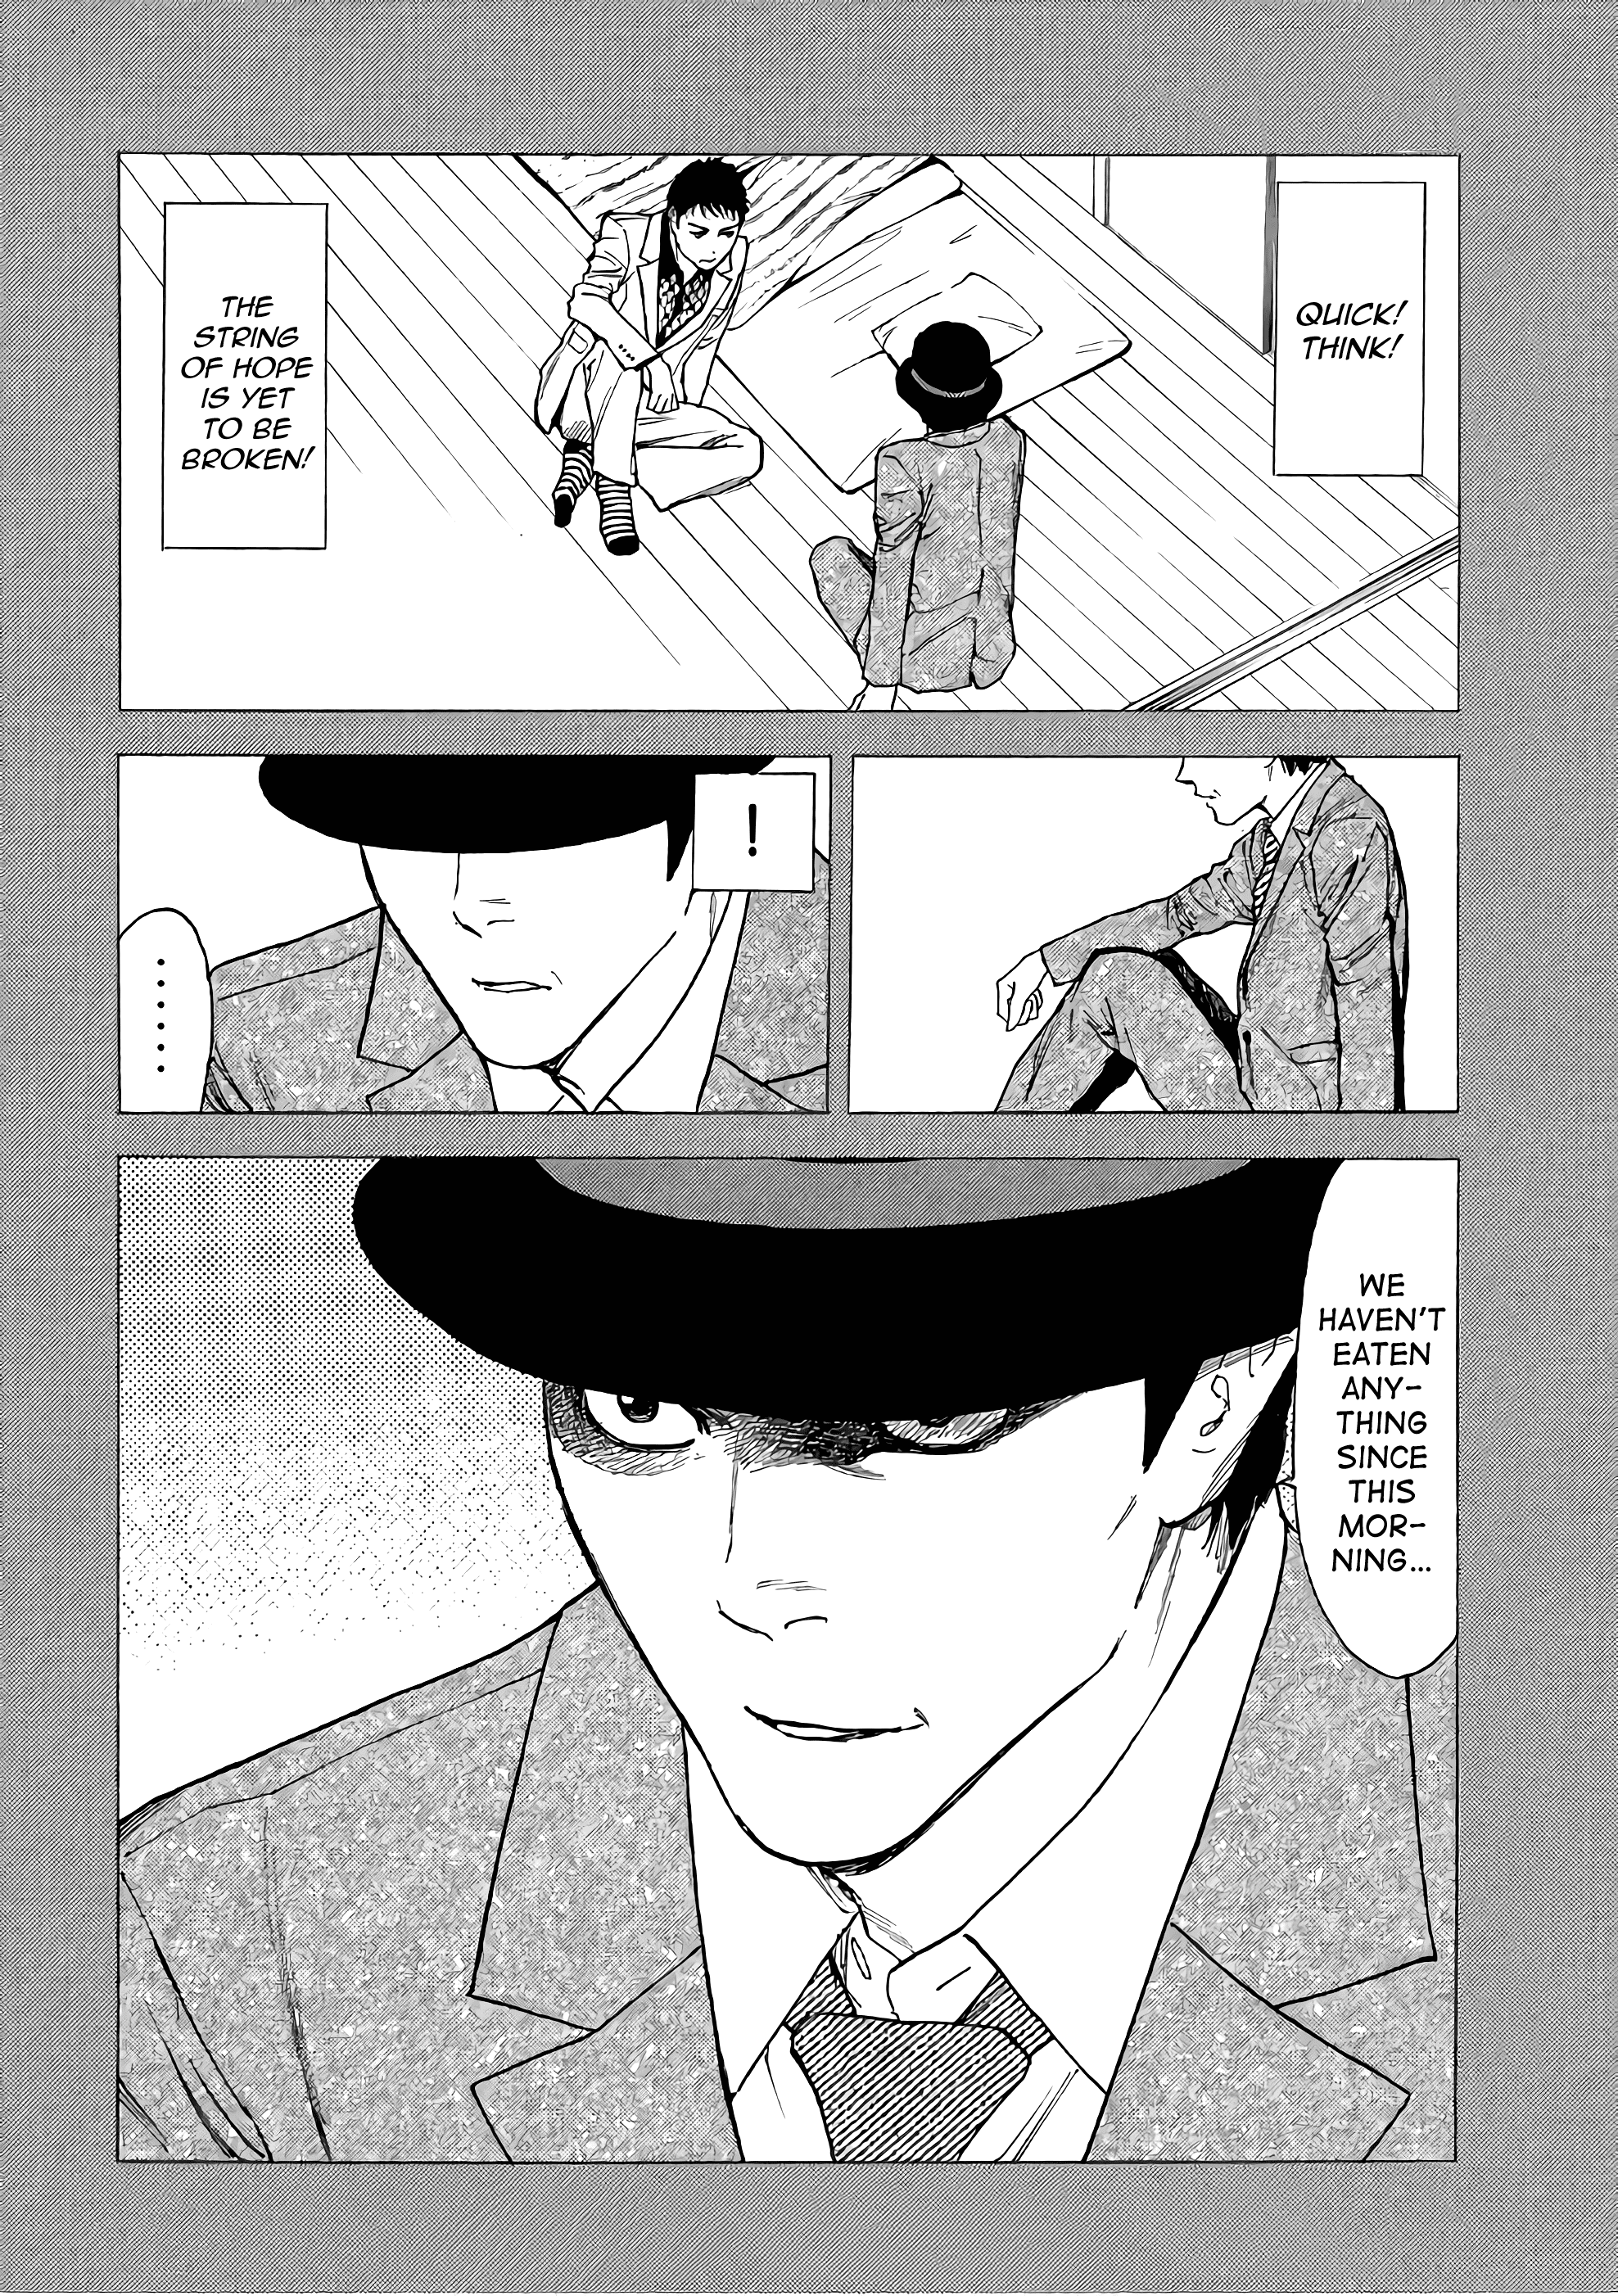 QUICK!
THINK!
THE
STRING
OF HOPE
IS YET
TO BE
BROKEN!
!
......
WE
HAVEN'T
EATEN
ANY-
THING
SINCE
THIS
MOR-
NING...